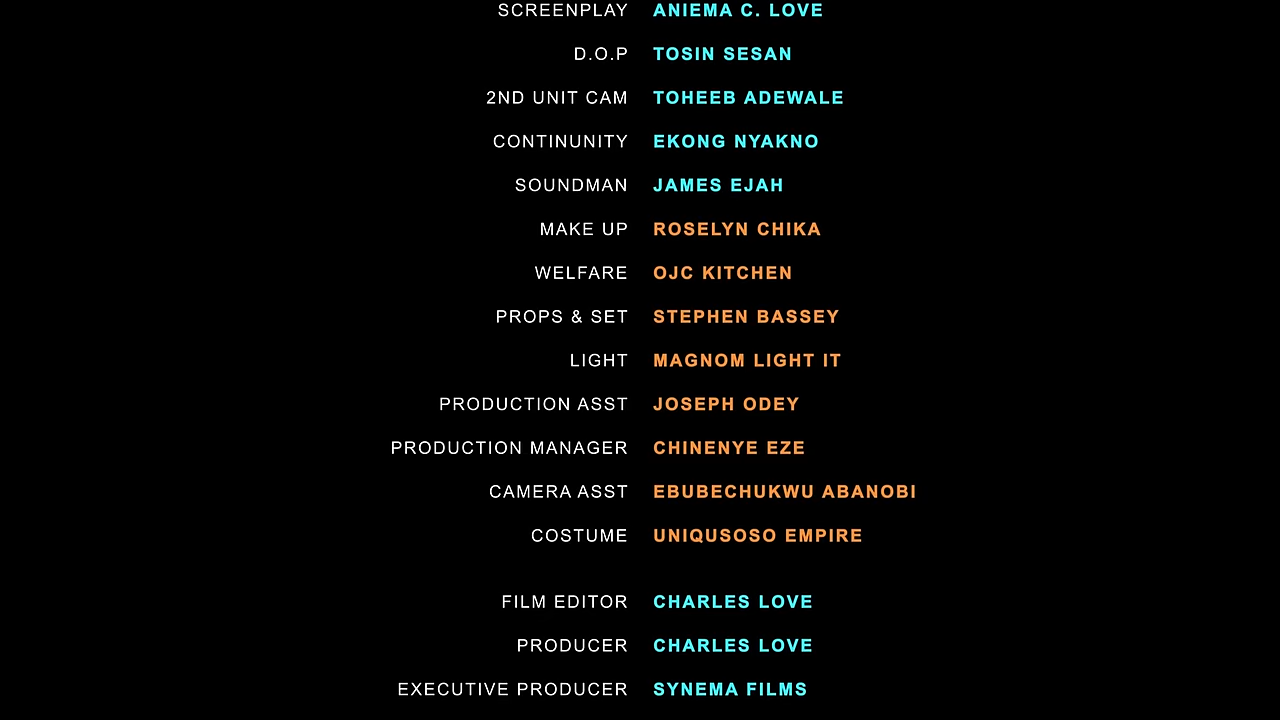 SCREENPLAY ANIEMA C. LOVE
D.O.P TOSIN SESAN
2ND UNIT CAM TOHEEB ADEWALE
CONTINUNITY EKONG NYAKNO
SOUNDMAN JAMES EJAH
MAKE UP ROSELYN CHIKA
WELFARE OJC KITCHEN
PROPS & SET STEPHEN BASSEY
LIGHT MAGNOM LIGHT IT
PRODUCTION ASST JOSEPH ODEY
PRODUCTION MANAGER CHINENYE EZE
CAMERA ASST EBUBECHUKWU ABANOBI
COSTUME UNIQUSOSO EMPIRE
FILM EDITOR CHARLES LOVE
PRODUCER CHARLES LOVE
EXECUTIVE PRODUCER SYNEMA FILMS